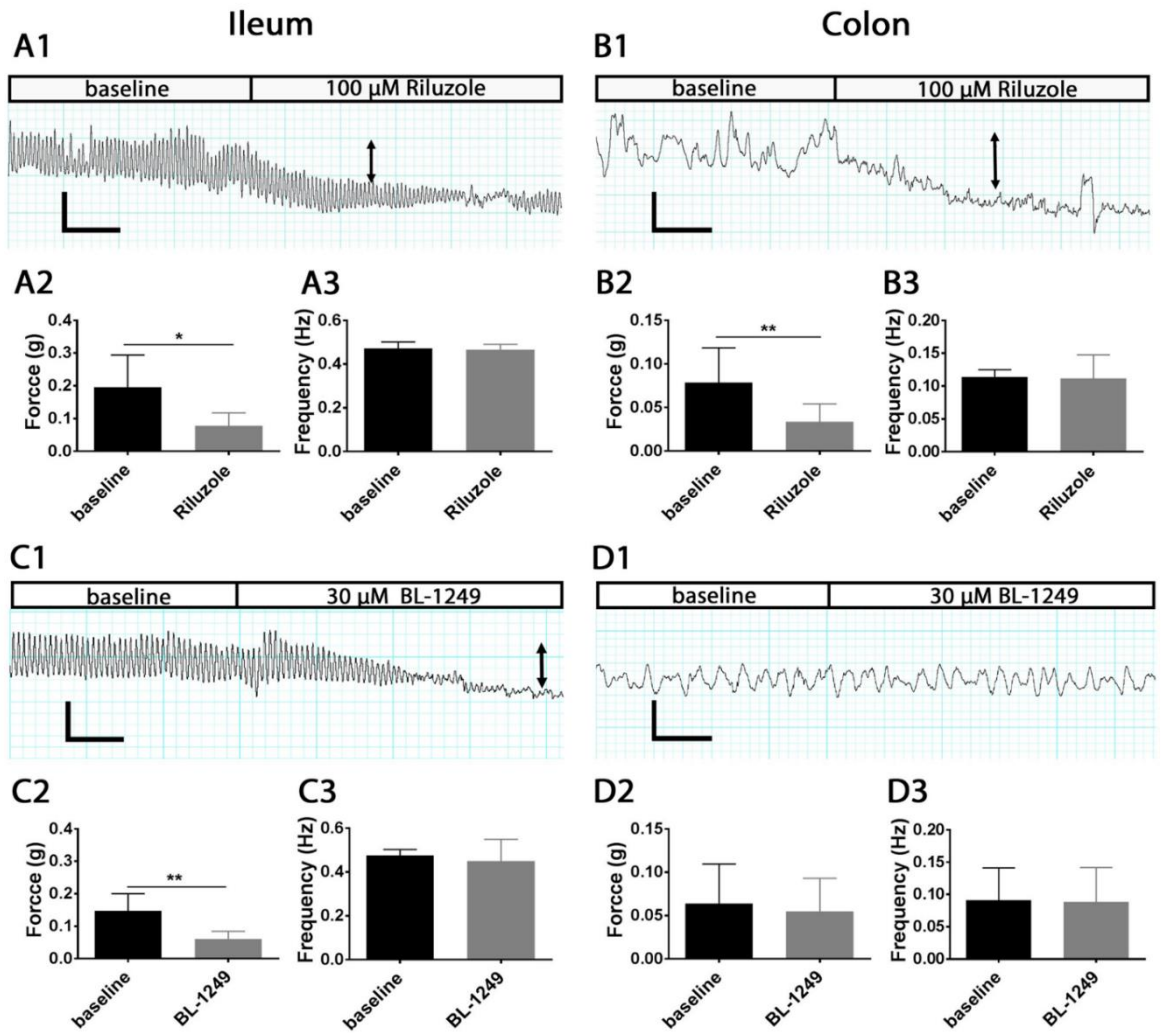 Ileum
Colon
A1
B1
baseline
100 µM Riluzole
baseline
100 µM Riluzole
A2
A3
B2
B3
Forcce (g)
0.4
0.3
0.2
0.1
0.0
*
baseline
Riluzole
Frequency (Hz)
0.6
0.4
0.2
0.0
baseline
Riluzole
Forcce (g)
0.15
0.10
0.05
0.00
**
baseline
Riluzole
Frequency (Hz)
0.20
0.15
0.10
0.05
0.00
baseline
Riluzole
C1
D1
baseline
30 µM BL-1249
baseline
30 µM BL-1249
C2
C3
D2
D3
Forcce (g)
0.4
0.3
0.2
0.1
0.0
**
baseline
BL-1249
Frequency (Hz)
0.6
0.4
0.2
0.0
baseline
BL-1249
Forcce (g)
0.15
0.10
0.05
0.00
baseline
BL-1249
Frequency (Hz)
0.20
0.15
0.10
0.05
0.00
baseline
BL-1249